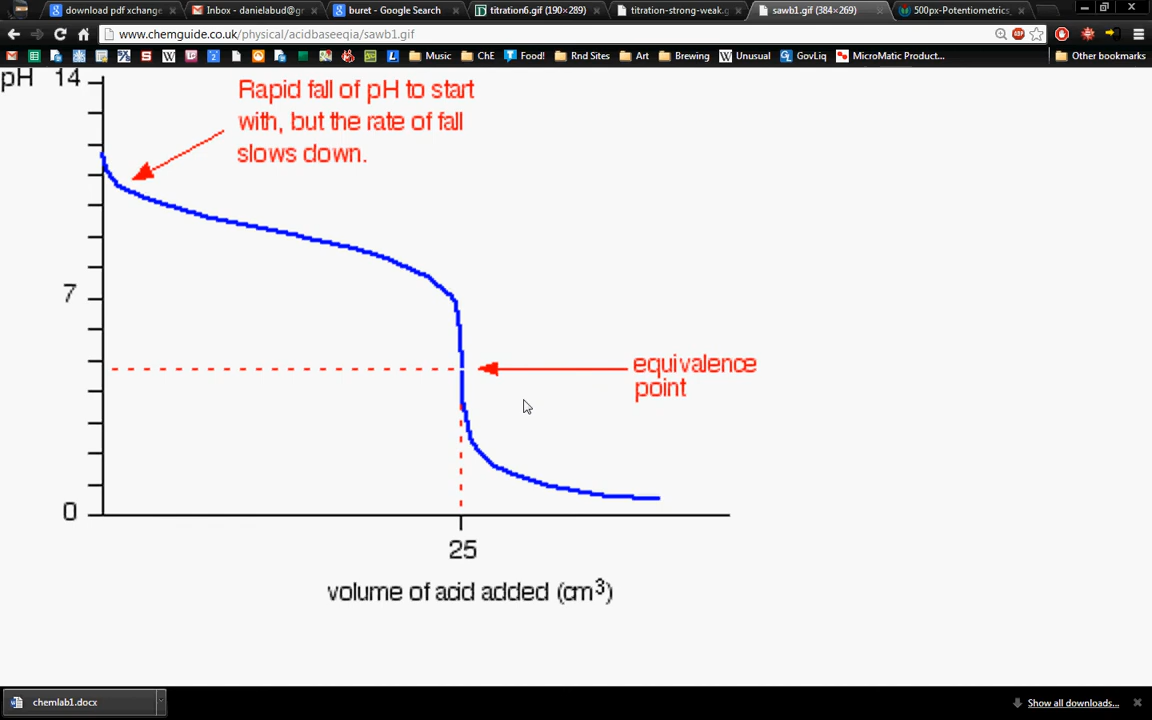 download pdf xchange
Inbox - danielabud@gr
buret - Google Search
titration6.gif (190×289)
titration-strong-weak.g
sawb1.gif (384×269)
500px-Potentiometrics_
www.chemguide.co.uk/physical/acidbaseeqia/sawb1.gif
Music
ChE
Food!
Rnd Sites
Art
Brewing
Unusual
GovLiq
MicroMatic Product...
Other bookmarks
pH 14
Rapid fall of pH to start
with, but the rate of fall
slows down.
7
equivalence
point
0
25
volume of acid added (cm³)
chemlab1.docx
Show all downloads...